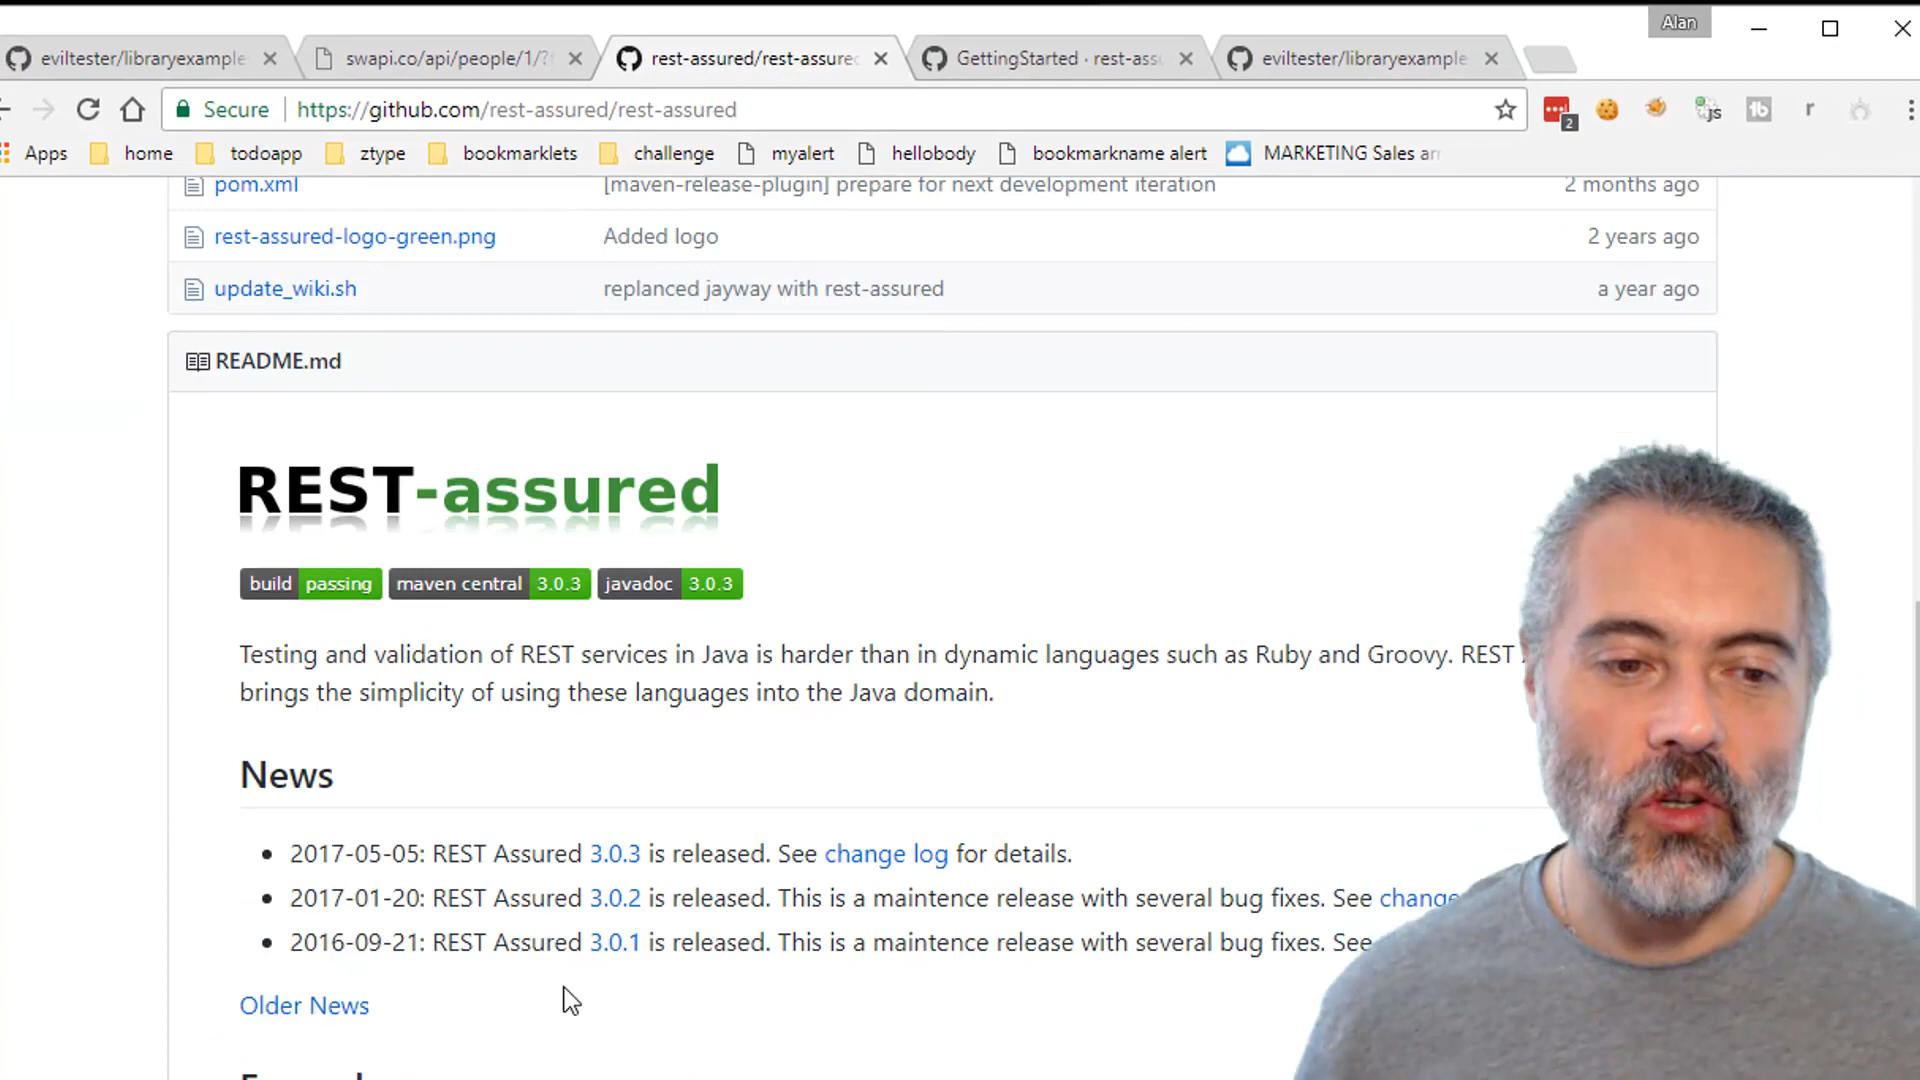 Alan
eviltester/libraryexample
swapi.co/api/people/1/?
rest-assured/rest-assured
GettingStarted · rest-assu
eviltester/libraryexample
Secure https://github.com/rest-assured/rest-assured
2 js 1b r
Apps home todoapp ztype bookmarklets challenge myalert hellobody bookmarkname alert MARKETING Sales ar
pom.xml [maven-release-plugin] prepare for next development iteration 2 months ago
rest-assured-logo-green.png Added logo 2 years ago
update_wiki.sh replanced jayway with rest-assured a year ago
README.md
REST-assured
build passing maven central 3.0.3 javadoc 3.0.3
Testing and validation of REST services in Java is harder than in dynamic languages such as Ruby and Groovy. REST
brings the simplicity of using these languages into the Java domain.
News
2017-05-05: REST Assured 3.0.3 is released. See change log for details.
2017-01-20: REST Assured 3.0.2 is released. This is a maintence release with several bug fixes. See change
2016-09-21: REST Assured 3.0.1 is released. This is a maintence release with several bug fixes. See
Older News